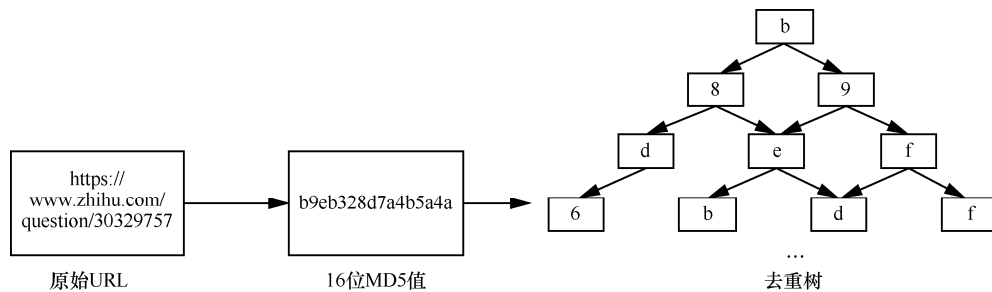 https://
www.zhihu.com/
question/30329757
原始URL
b9eb328d7a4b5a4a
16位MD5值
b
8
9
d
e
f
6
b
d
f
...
去重树